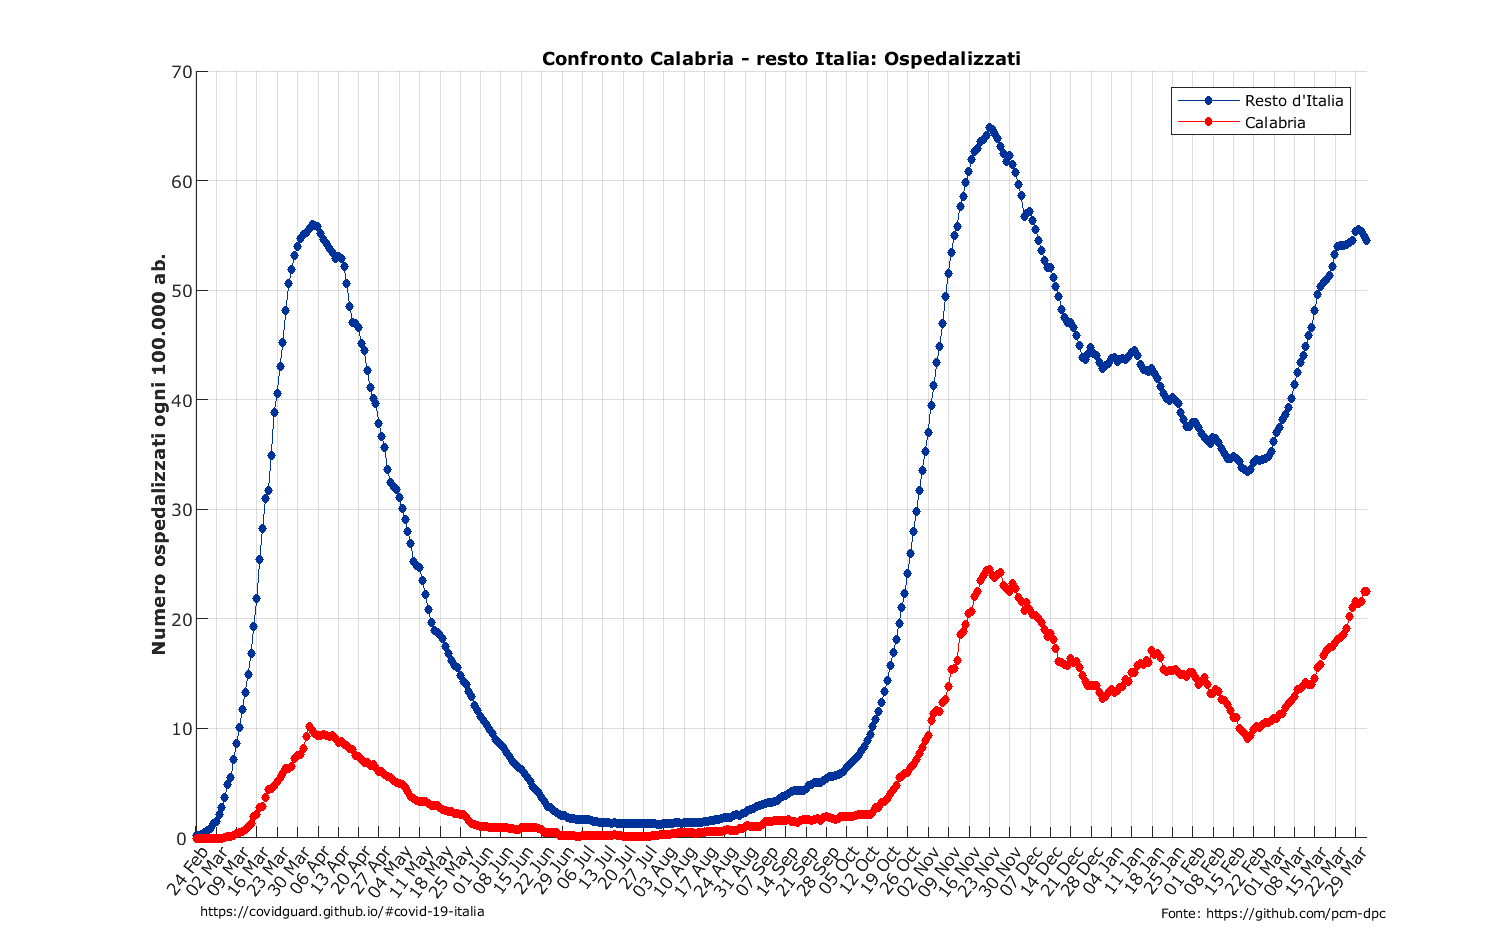 Confronto Calabria - resto Italia: Ospedalizzati
Resto d'Italia
Calabria
Numero ospedalizzati ogni 100.000 ab.
70
60
50
40
30
20
10
0
24 Feb
02 Mar
09 Mar
16 Mar
23 Mar
30 Mar
06 Apr
13 Apr
20 Apr
27 Apr
04 May
11 May
18 May
25 May
01 Jun
08 Jun
15 Jun
22 Jun
29 Jun
06 Jul
13 Jul
20 Jul
27 Jul
03 Aug
10 Aug
17 Aug
24 Aug
31 Aug
07 Sep
14 Sep
21 Sep
28 Sep
05 Oct
12 Oct
19 Oct
26 Oct
02 Nov
09 Nov
16 Nov
23 Nov
30 Nov
07 Dec
14 Dec
21 Dec
28 Dec
04 Jan
11 Jan
18 Jan
25 Jan
01 Feb
08 Feb
15 Feb
22 Feb
01 Mar
08 Mar
15 Mar
22 Mar
29 Mar
https://covidguard.github.io/#covid-19-italia
Fonte: https://github.com/pcm-dpc